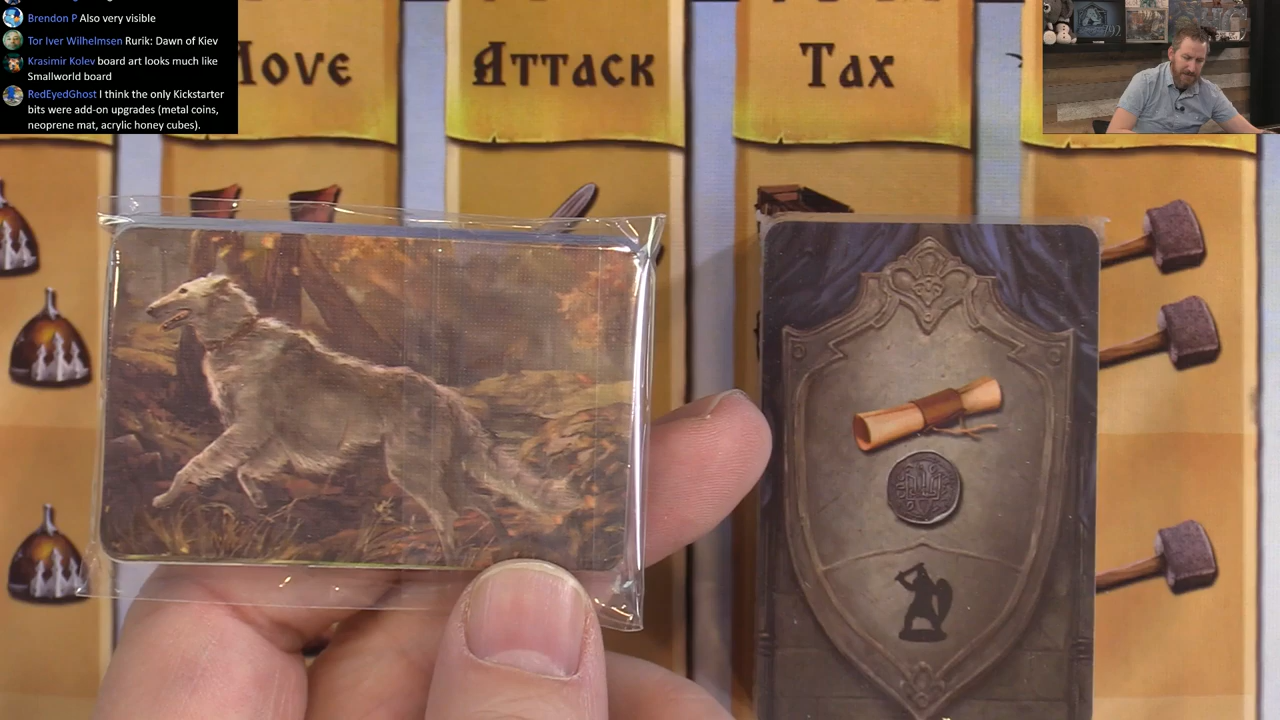 Brendon P Also very visible
Tor Iver Wilhelmsen Rurik: Dawn of Kiev
Krasimir Kolev board art looks much like
Smallworld board
RedEyedGhost I think the only Kickstarter
bits were add-on upgrades (metal coins,
neoprene mat, acrylic honey cubes).
Attack
Tax